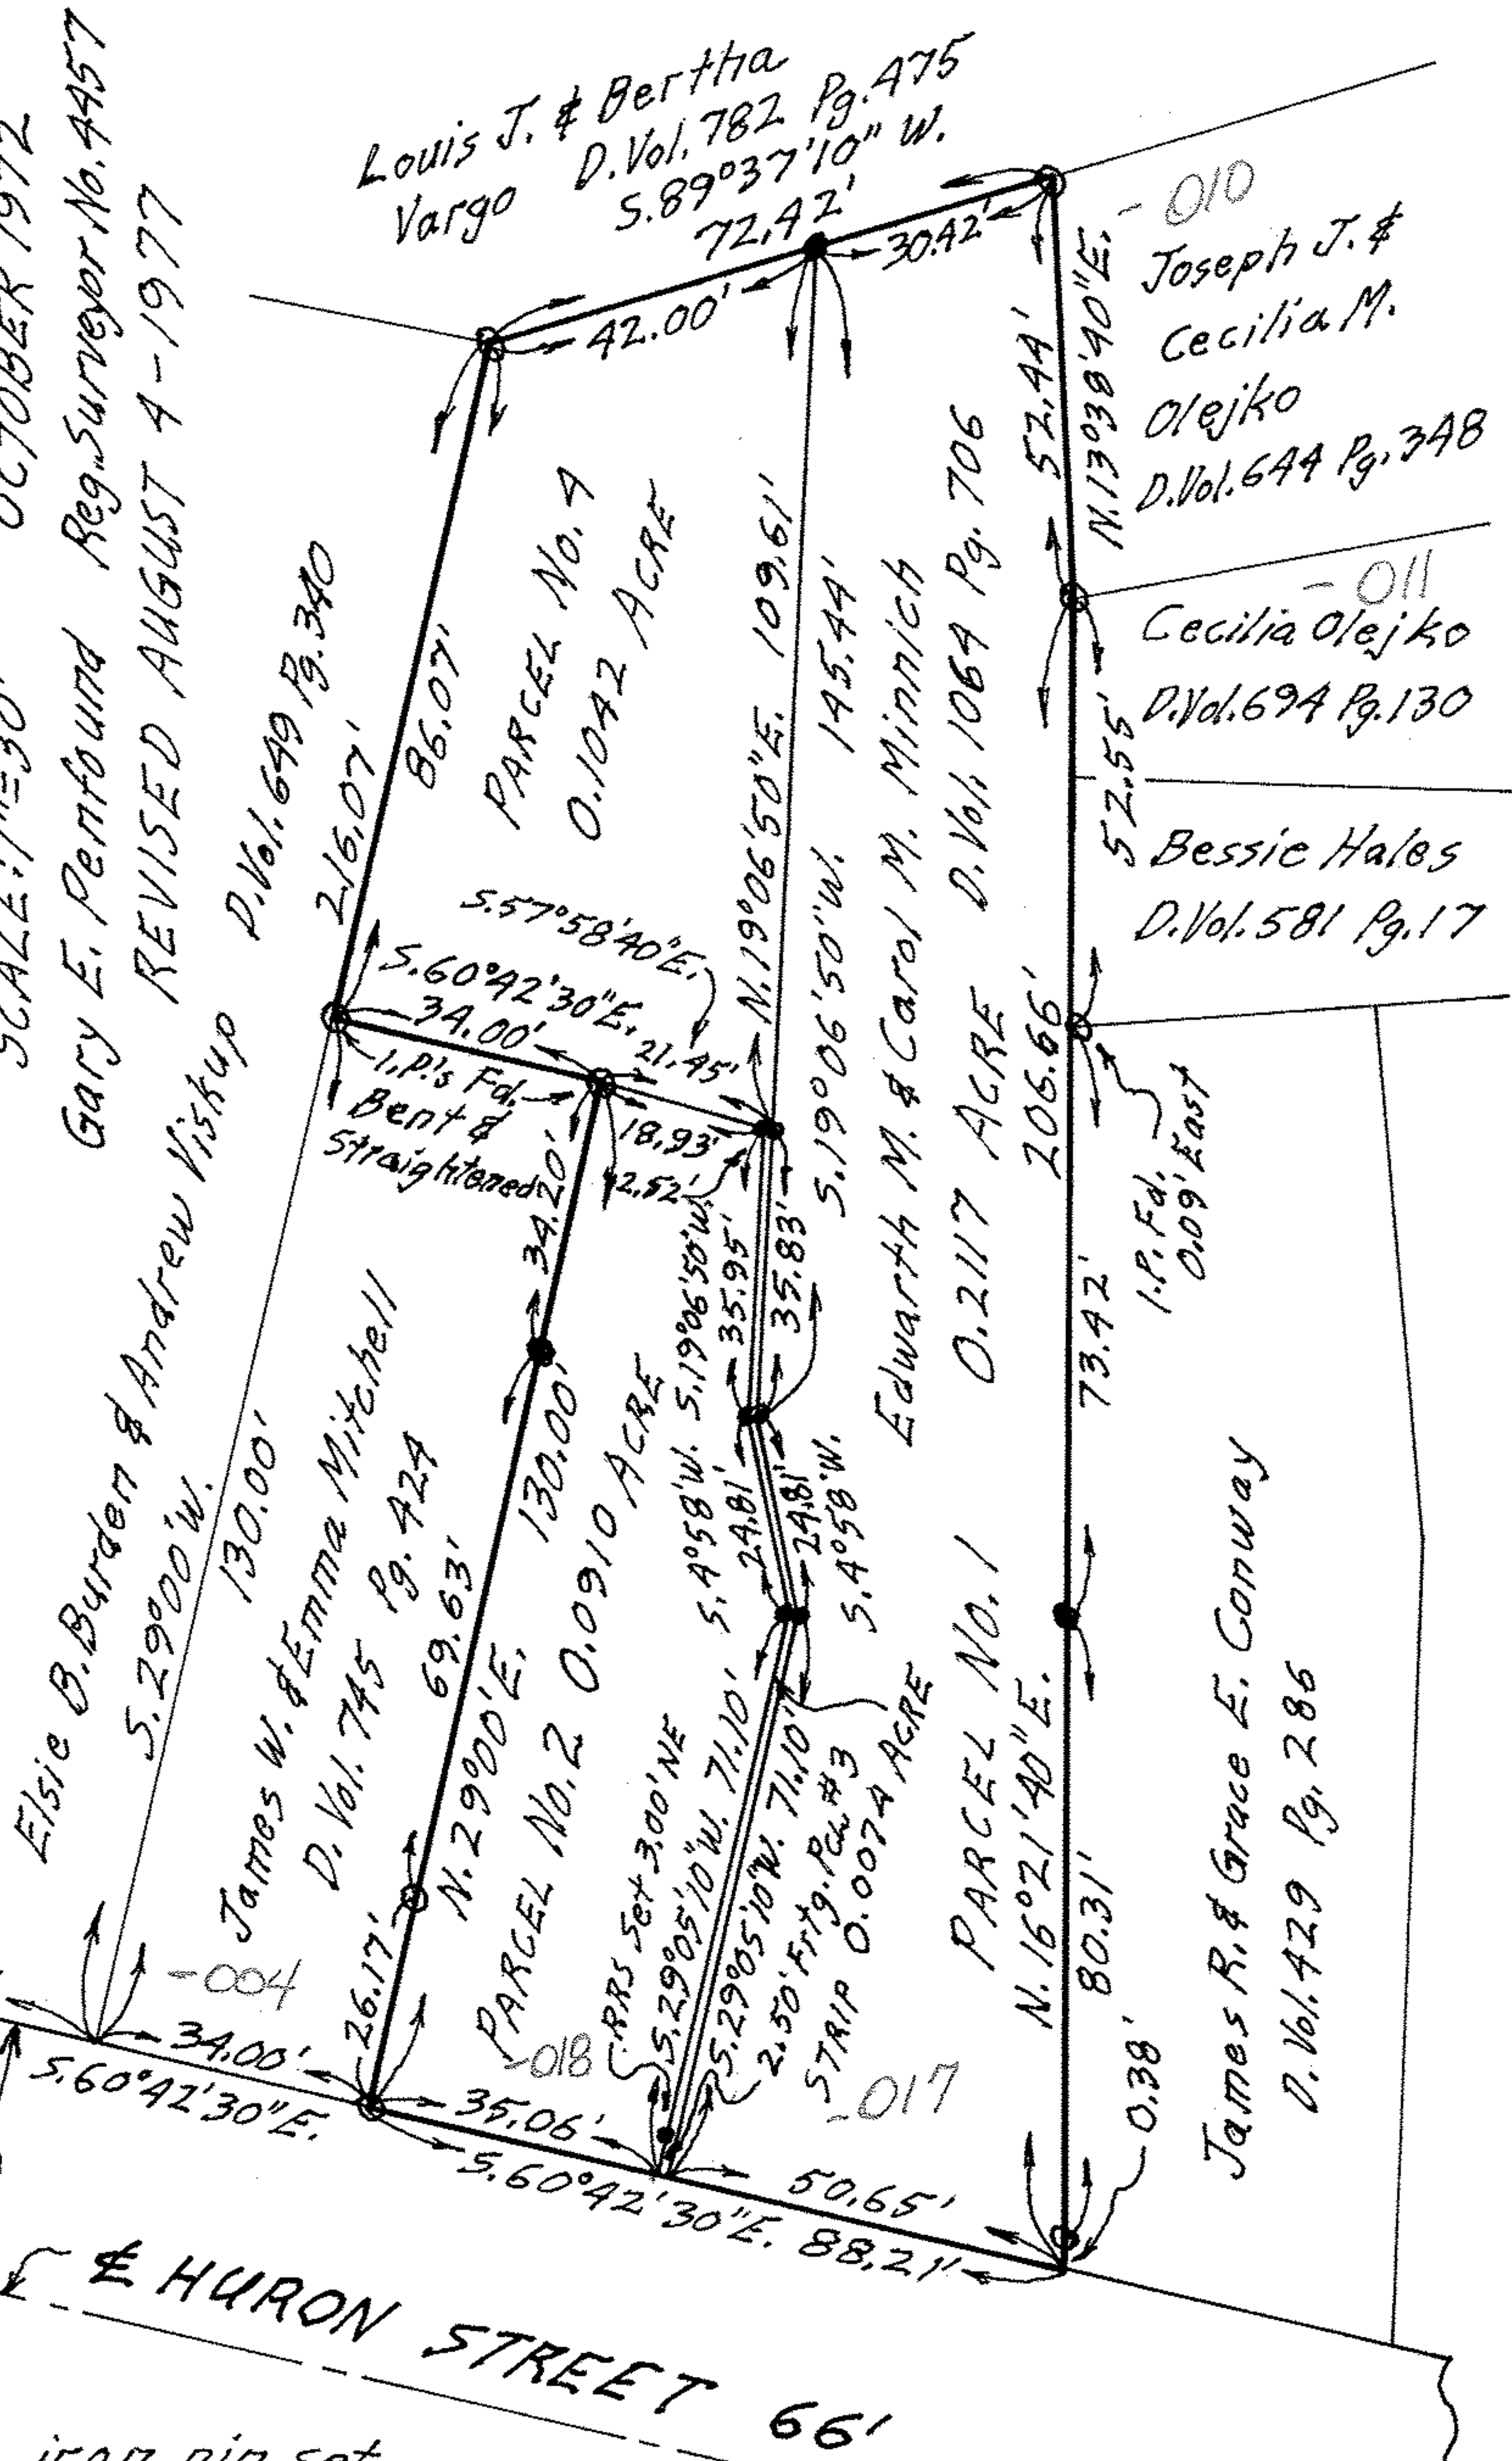 OCTOBER 1972
SCALE: 1"=30'
Gary E. Penfound Reg. Surveyor No. 4457
REVISED AUGUST 4-1977
Louis J. & Bertha
Vargo D.Vol. 782 Pg. 475
S.89°37'10" W.
72.42'
30.42'
42.00'
-010
Joseph J. &
Cecilia M.
Olejko
D.Vol. 644 Pg. 348
N.13°38'40"E.
52.44'
-011
Cecilia Olejko
D.Vol. 694 Pg. 130
52.55'
Bessie Hales
D.Vol. 581 Pg. 17
D.Vol. 649 Pg. 340
216.07'
86.07'
PARCEL No. 4
0.1042 ACRE
N.19°06'50"E. 109.61'
S.19°06'50"W. 145.44'
Edwarth M. & Carol M. Minnich
D.Vol. 1064 Pg. 706
0.2117 ACRE
206.66'
S.57°58'40"E.
S.60°42'30"E.
34.00'
21.45'
I.P.'s Fd.
Bent &
Straightened
18.93'
2.52'
34.20'
S.19°06'50"W.
35.95'
35.83'
I.P. Fd.
0.09' East
73.42'
Elsie B. Burden & Andrew Viskup
S.29°00'W.
130.00'
James W. & Emma Mitchell
D. Vol. 745 Pg. 424
69.63'
N.29°00'E. 130.00'
PARCEL No. 2 0.0910 ACRE
S.4°58'W.
24.81'
24.81'
S.4°58'W.
RRS Set 3.00' NE
S.29°05'10"W. 71.10'
S.29°05'10"W. 71.10'
2.50' Frtg. Pcl #3
STRIP 0.0074 ACRE
PARCEL No. 1
N.16°21'40"E.
80.31'
James R. & Grace E. Conway
D. Vol. 429 Pg. 286
0.38'
-004
26.17'
34.00'
S.60°42'30"E.
-018
35.06'
-017
50.65'
S.60°42'30"E. 88.21'
℄ HURON STREET 66'
iron pin set